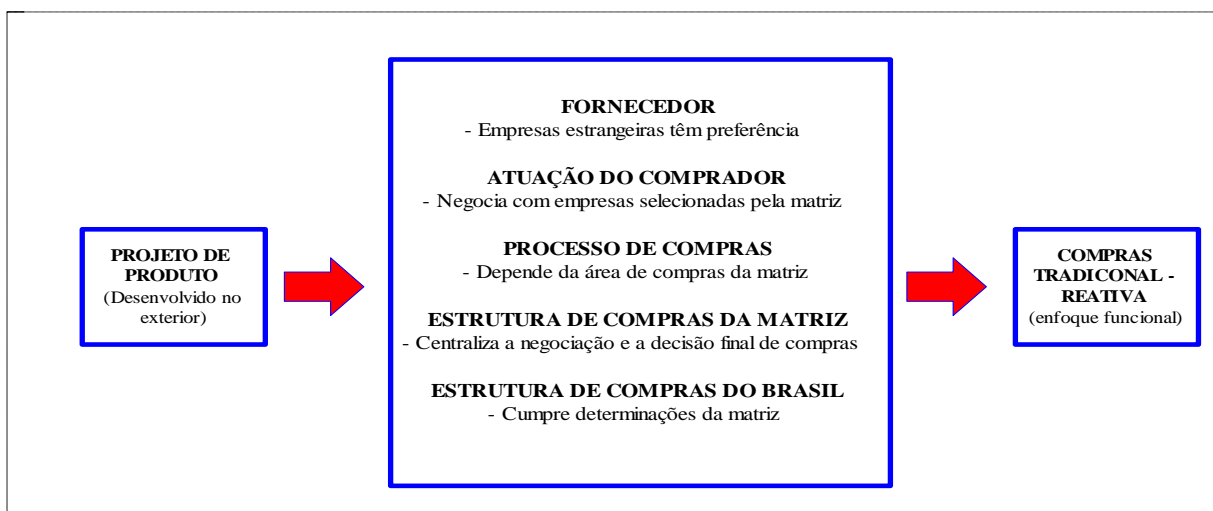 PROJETO DE
PRODUTO
(Desenvolvido no
exterior)
FORNECEDOR
- Empresas estrangeiras têm preferência
ATUAÇÃO DO COMPRADOR
- Negocia com empresas selecionadas pela matriz
PROCESSO DE COMPRAS
- Depende da área de compras da matriz
ESTRUTURA DE COMPRAS DA MATRIZ
- Centraliza a negociação e a decisão final de compras
ESTRUTURA DE COMPRAS DO BRASIL
- Cumpre determinações da matriz
COMPRAS
TRADICONAL -
REATIVA
(enfoque funcional)